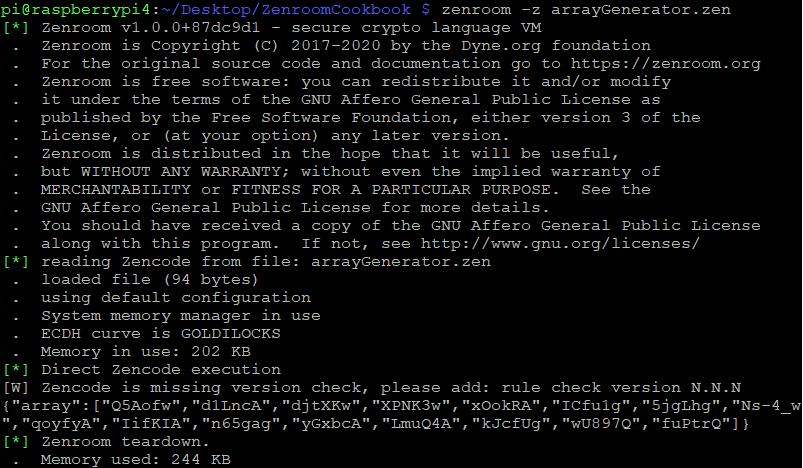 pi@raspberrypi4:~/Desktop/ZenroomCookbook $ zenroom -z arrayGenerator.zen
[*] Zenroom v1.0.0+87dc9d1 - secure crypto language VM
 .  Zenroom is Copyright (C) 2017-2020 by the Dyne.org foundation
 .  For the original source code and documentation go to https://zenroom.org
 .  Zenroom is free software: you can redistribute it and/or modify
 .  it under the terms of the GNU Affero General Public License as
 .  published by the Free Software Foundation, either version 3 of the
 .  License, or (at your option) any later version.
 .  Zenroom is distributed in the hope that it will be useful,
 .  but WITHOUT ANY WARRANTY; without even the implied warranty of
 .  MERCHANTABILITY or FITNESS FOR A PARTICULAR PURPOSE.  See the
 .  GNU Affero General Public License for more details.
 .  You should have received a copy of the GNU Affero General Public License
 .  along with this program.  If not, see http://www.gnu.org/licenses/
[*] reading Zencode from file: arrayGenerator.zen
 .  loaded file (94 bytes)
 .  using default configuration
 .  System memory manager in use
 .  ECDH curve is GOLDILOCKS
 .  Memory in use: 202 KB
[*] Direct Zencode execution
[W] Zencode is missing version check, please add: rule check version N.N.N
{"array":["Q5Aofw","d1LncA","djtXKw","XPNK3w","xOokRA","ICfu1g","5jgLhg","Ns-4_w
","qoyfyA","IifKIA","n65gag","yGxbcA","LmuQ4A","kJcfUg","wU897Q","fuPtrQ"]}
[*] Zenroom teardown.
 .  Memory used: 244 KB